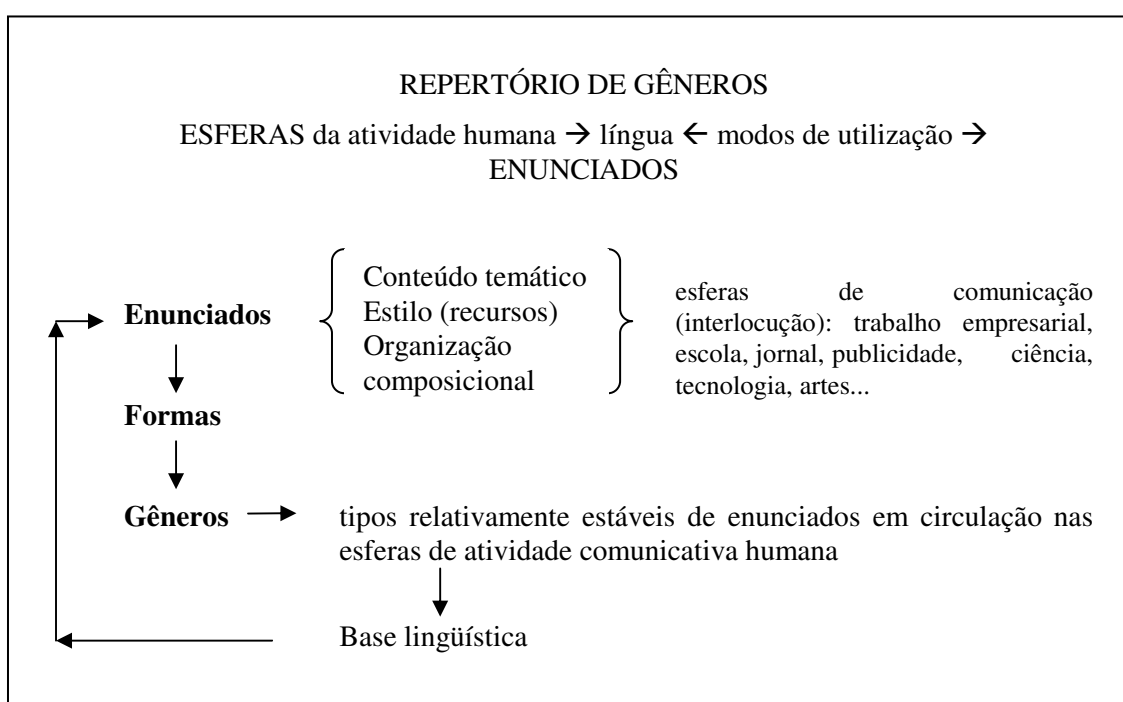 REPERTÓRIO DE GÊNEROS
ESFERAS da atividade humana → língua ← modos de utilização →
ENUNCIADOS
Enunciados
Conteúdo temático
Estilo (recursos)
Organização
composicional
esferas de comunicação
(interlocução): trabalho empresarial,
escola, jornal, publicidade, ciência,
tecnologia, artes...
Formas
Gêneros
tipos relativamente estáveis de enunciados em circulação nas
esferas de atividade comunicativa humana
Base lingüística